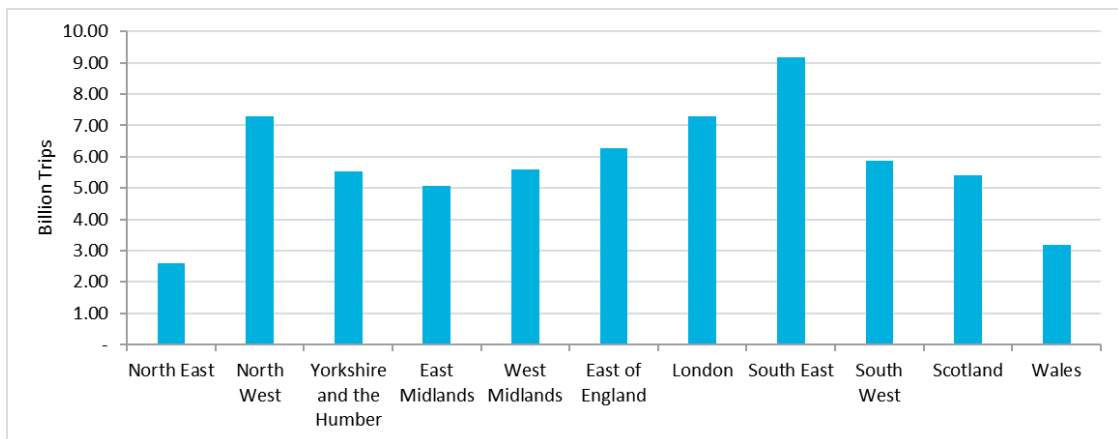 10.00
9.00
8.00
7.00
6.00
5.00
4.00
3.00
2.00
1.00
-
Billion Trips
North East
North
West
Yorkshire
and the
Humber
East
Midlands
West
Midlands
East of
England
London
South East
South
West
Scotland
Wales